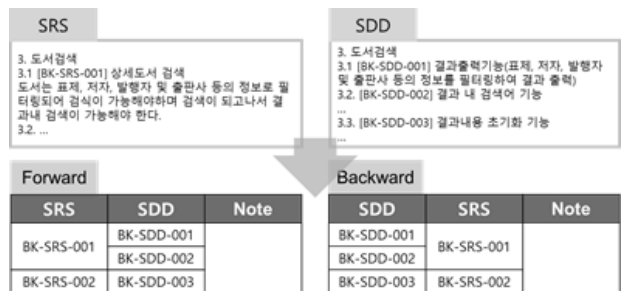 SRS
3. 도서검색
3.1 [BK-SRS-001] 상세도서 검색
도서는 표제, 저자, 발행자 및 출판사 등의 정보로 필
터링되어 검식이 가능해야하며 검색이 되고나서 결
과내 검색이 가능해야 한다.
3.2. ...
SDD
3. 도서검색
3.1 [BK-SDD-001] 결과출력기능(표제, 저자, 발행자
및 출판사 등의 정보를 필터링하여 결과 출력)
3.2. [BK-SDD-002] 결과 내 검색어 기능
...
3.3. [BK-SDD-003] 결과내용 초기화 기능
...
Forward
SRS SDD Note
BK-SRS-001 BK-SDD-001
BK-SDD-002
BK-SRS-002 BK-SDD-003
Backward
SDD SRS Note
BK-SDD-001 BK-SRS-001
BK-SDD-002
BK-SDD-003 BK-SRS-002